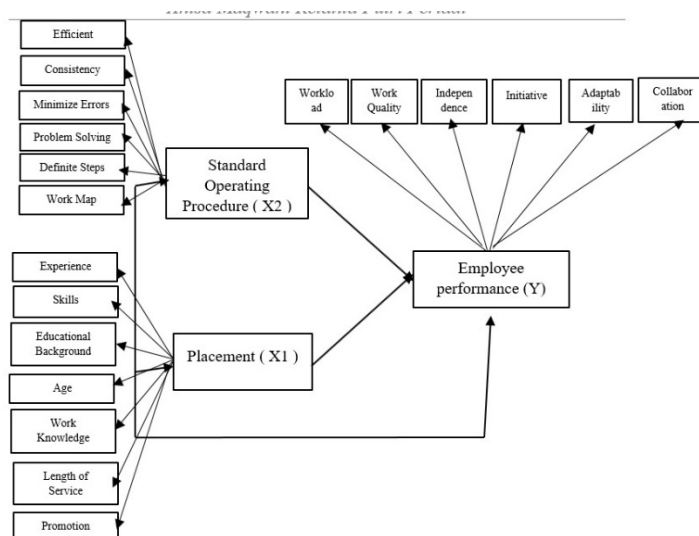 Efficient
Consistency
Minimize Errors
Problem Solving
Definite Steps
Work Map
Standard
Operating
Procedure ( X2 )
Worklo
ad
Work
Quality
Indepen
dence
Initiative
Adaptab
ility
Collabor
ation
Employee
performance (Y)
Experience
Skills
Educational
Background
Age
Work
Knowledge
Length of
Service
Promotion
Placement ( X1 )